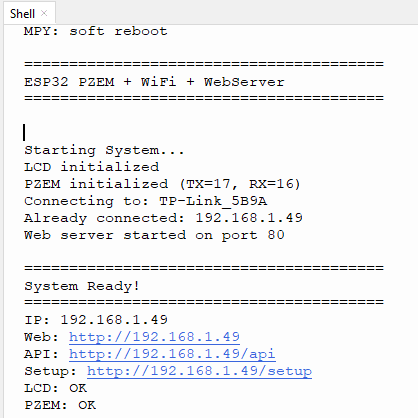 Shell ×
MPY: soft reboot
========================================
ESP32 PZEM + WiFi + WebServer
========================================
Starting System...
LCD initialized
PZEM initialized (TX=17, RX=16)
Connecting to: TP-Link_5B9A
Already connected: 192.168.1.49
Web server started on port 80
========================================
System Ready!
========================================
IP: 192.168.1.49
Web: http://192.168.1.49
API: http://192.168.1.49/api
Setup: http://192.168.1.49/setup
LCD: OK
PZEM: OK